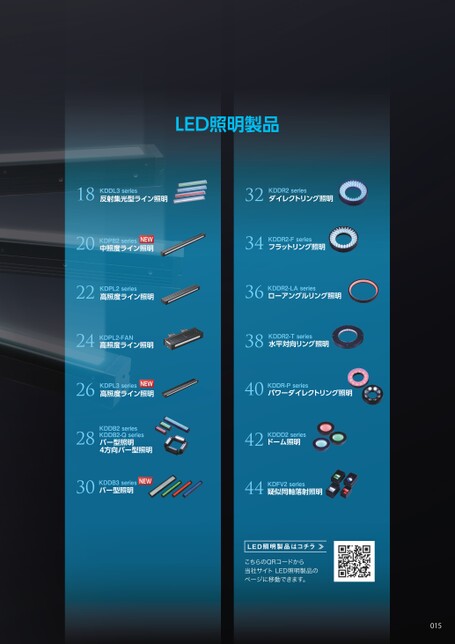 LED照明製品
18 KDDL3 series
反射集光型ライン照明
20 KDPB2 series NEW
中照度ライン照明
22 KDPL2 series
高照度ライン照明
24 KDPL2-FAN
高照度ライン照明
26 KDPL3 series NEW
高照度ライン照明
28 KDDB2 series
KDDB2-Q series
バー型照明
4方向バー型照明
30 KDDB3 series NEW
バー型照明
32 KDDR2 series
ダイレクトリング照明
34 KDDR2-F series
フラットリング照明
36 KDDR2-LA series
ローアングルリング照明
38 KDDR2-T series
水平対向リング照明
40 KDDR-P series
パワーダイレクトリング照明
42 KDDD2 series
ドーム照明
44 KDFV2 series
疑似同軸落射照明
LED照明製品はコチラ ≫
こちらのQRコードから
当社サイト LED照明製品の
ページに移動できます。
015